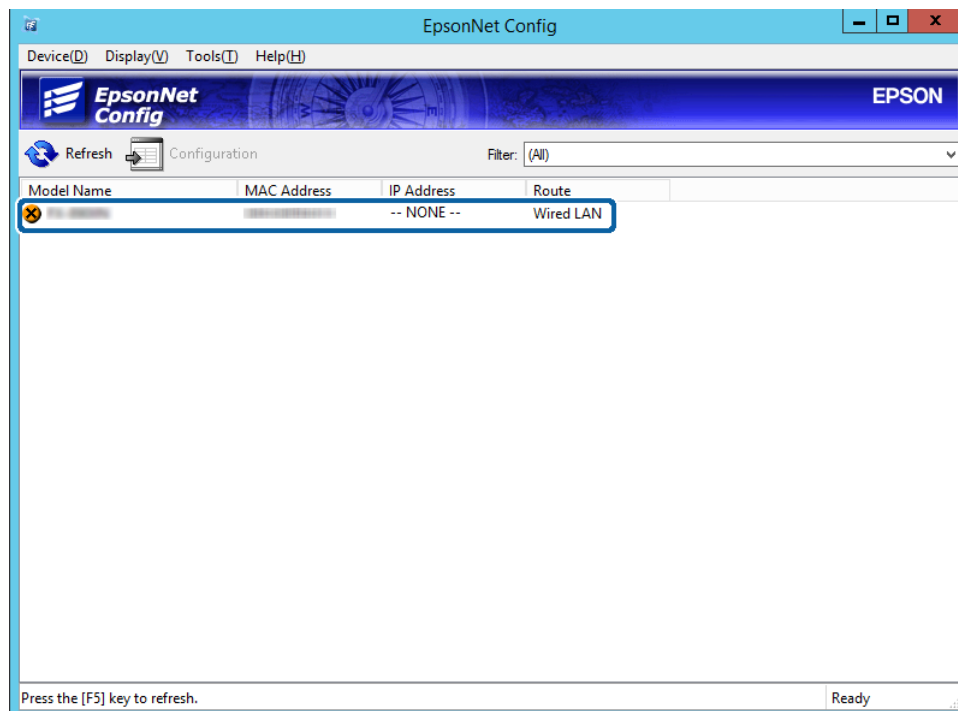 EpsonNet Config
Device(D) Display(V) Tools(T) Help(H)
EpsonNet
Config
EPSON
Refresh Configuration Filter: (All)
Model Name MAC Address IP Address Route
-- NONE -- Wired LAN
Press the [F5] key to refresh. Ready